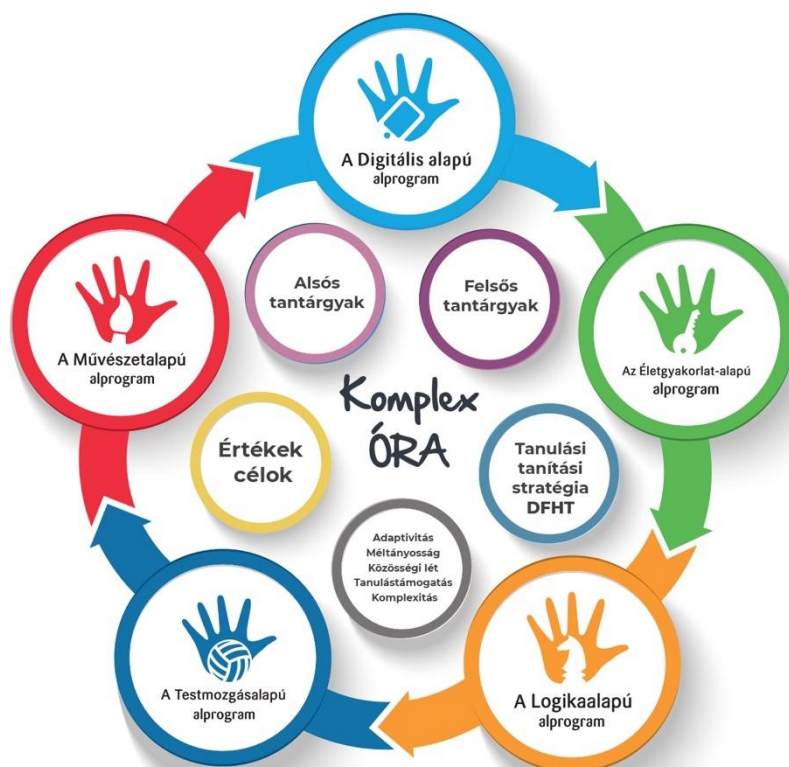 A Digitális alapú
alprogram
Alsós
tantárgyak
Felsős
tantárgyak
A Művészetalapú
alprogram
Az Életgyakorlat-alapú
alprogram
Komplex
ÓRA
Értékek
célok
Tanulási
tanítási
stratégia
DFHT
Adaptivitás
Méltányosság
Közösségi lét
Tanulástámogatás
Komplexitás
A Testmozgásalapú
alprogram
A Logikaalapú
alprogram